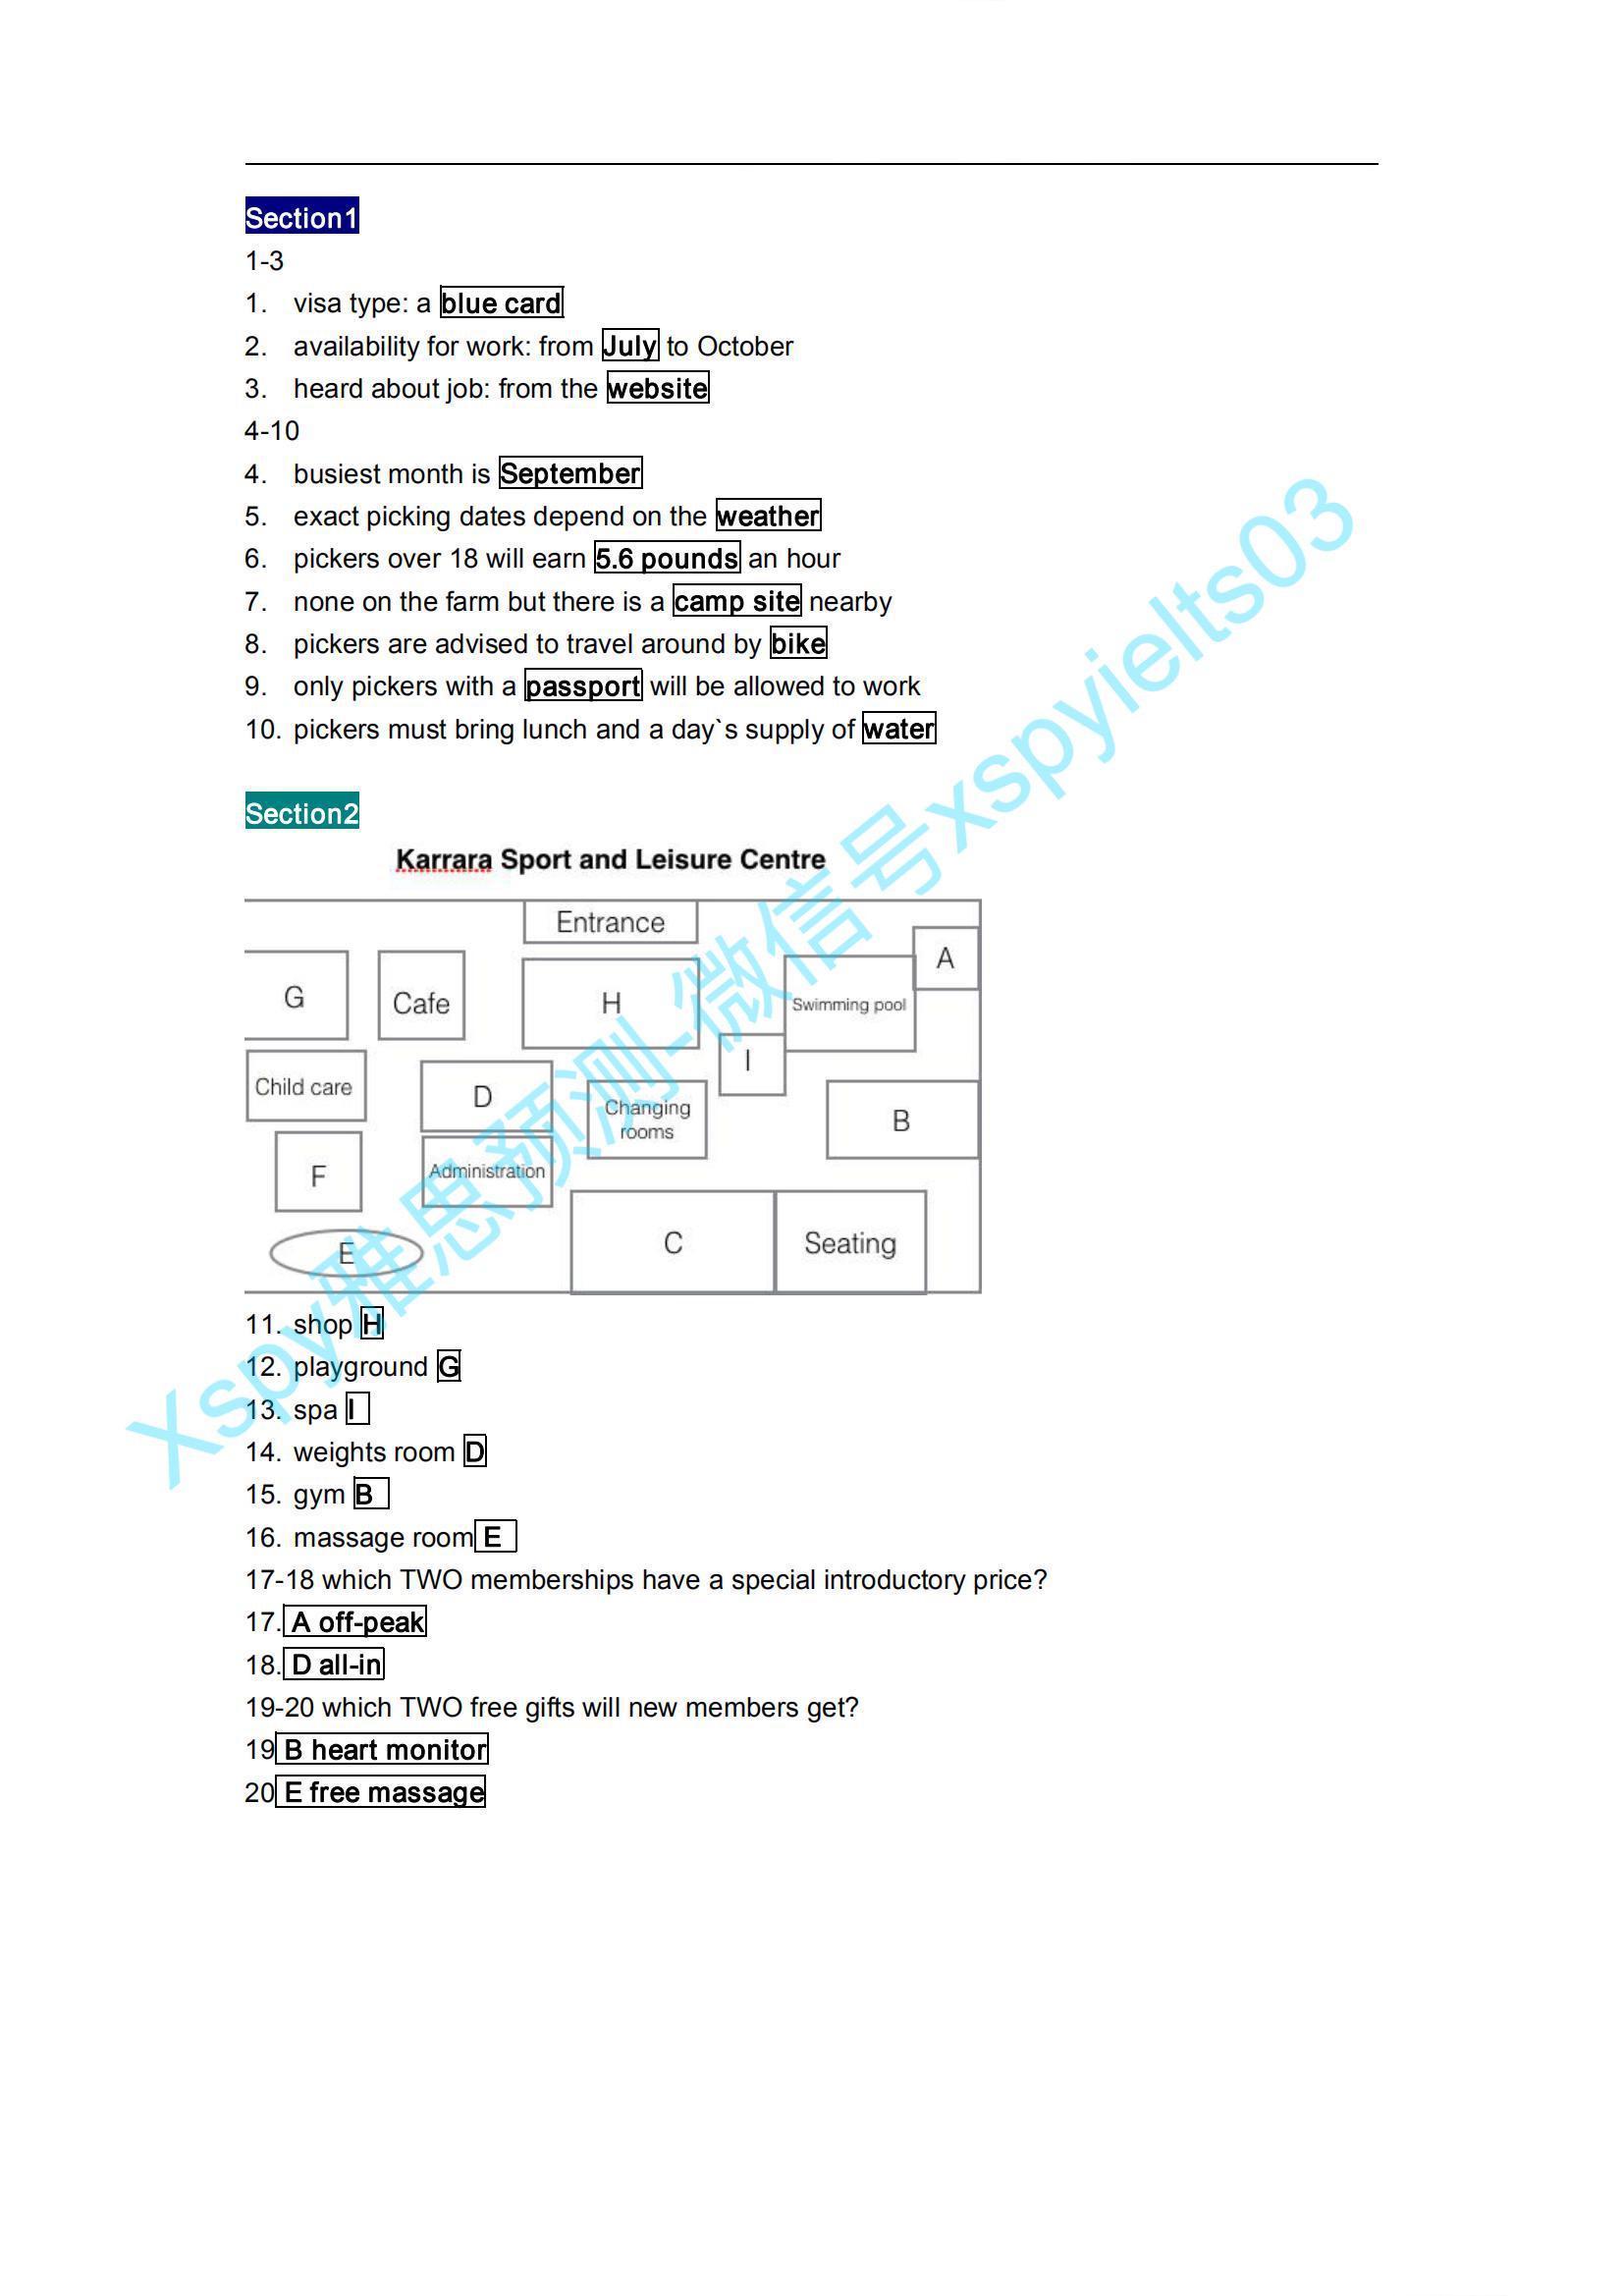 Section1
1-3
1. visa type: a blue card
2. availability for work: from July to October
3. heard about job: from the website
4-10
4. busiest month is September
5. exact picking dates depend on the weather
6. pickers over 18 will earn 5.6 pounds an hour
7. none on the farm but there is a camp site nearby
8. pickers are advised to travel around by bike
9. only pickers with a passport will be allowed to work
10. pickers must bring lunch and a day`s supply of water
Section2
Karrara Sport and Leisure Centre
Entrance
A
G
Cafe
H
Swimming pool
I
Child care
D
Changing
rooms
B
F
Administration
E
C
Seating
11. shop H
12. playground G
13. spa I
14. weights room D
15. gym B
16. massage room E
17-18 which TWO memberships have a special introductory price?
17. A off-peak
18. D all-in
19-20 which TWO free gifts will new members get?
19 B heart monitor
20 E free massage
Xspy雅思预测-微信号xspyielts03